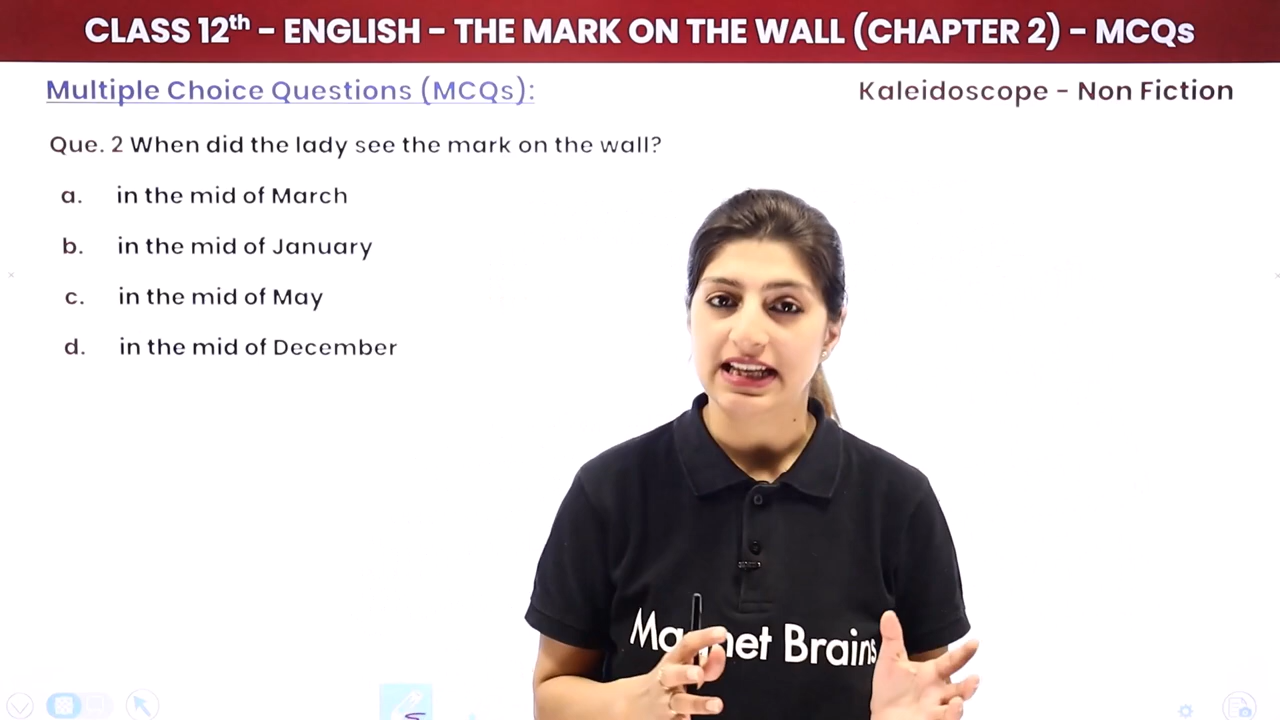 CLASS 12th – ENGLISH – THE MARK ON THE WALL (CHAPTER 2) – MCQs
Multiple Choice Questions (MCQs):
Kaleidoscope - Non Fiction
Que. 2 When did the lady see the mark on the wall?
a. in the mid of March
b. in the mid of January
c. in the mid of May
d. in the mid of December
Brains